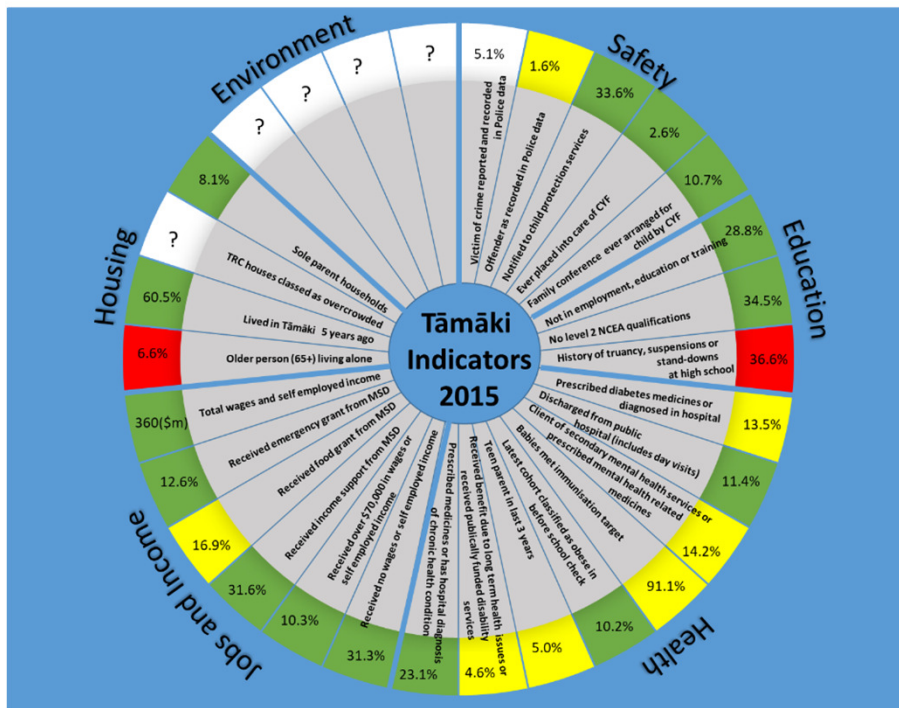 Tāmāki
Indicators
2015
Safety
5.1%
Victim of crime reported and recorded
in Police data
1.6%
Offender as recorded in Police data
33.6%
Notified to child protection services
2.6%
Ever placed into care of CYF
10.7%
Family conference ever arranged for
child by CYF
Education
28.8%
Not in employment, education or training
34.5%
No level 2 NCEA qualifications
36.6%
History of truancy, suspensions or
stand-downs
at high school
Health
13.5%
Prescribed diabetes medicines or
diagnosed in hospital
11.4%
Discharged from public
hospital (includes day visits)
14.2%
Client of secondary mental health services or
prescribed mental health related
medicines
91.1%
Babies met immunisation target
10.2%
Latest cohort classified as obese in
before school check
5.0%
Teen parent in last 3 years
4.6%
Received benefit due to long term health issues or
received publically funded disability
services
23.1%
Prescribed medicines or has hospital diagnosis
of chronic health condition
Jobs and Income
31.3%
Received no wages or self employed income
10.3%
Received over $70,000 in wages or
self employed income
31.6%
Received income support from MSD
16.9%
Received food grant from MSD
12.6%
Received emergency grant from MSD
360($m)
Total wages and self employed income
Housing
6.6%
Older person (65+) living alone
60.5%
Lived in Tāmāki 5 years ago
?
TRC houses classed as overcrowded
8.1%
Sole parent households
Environment
?
?
?
?